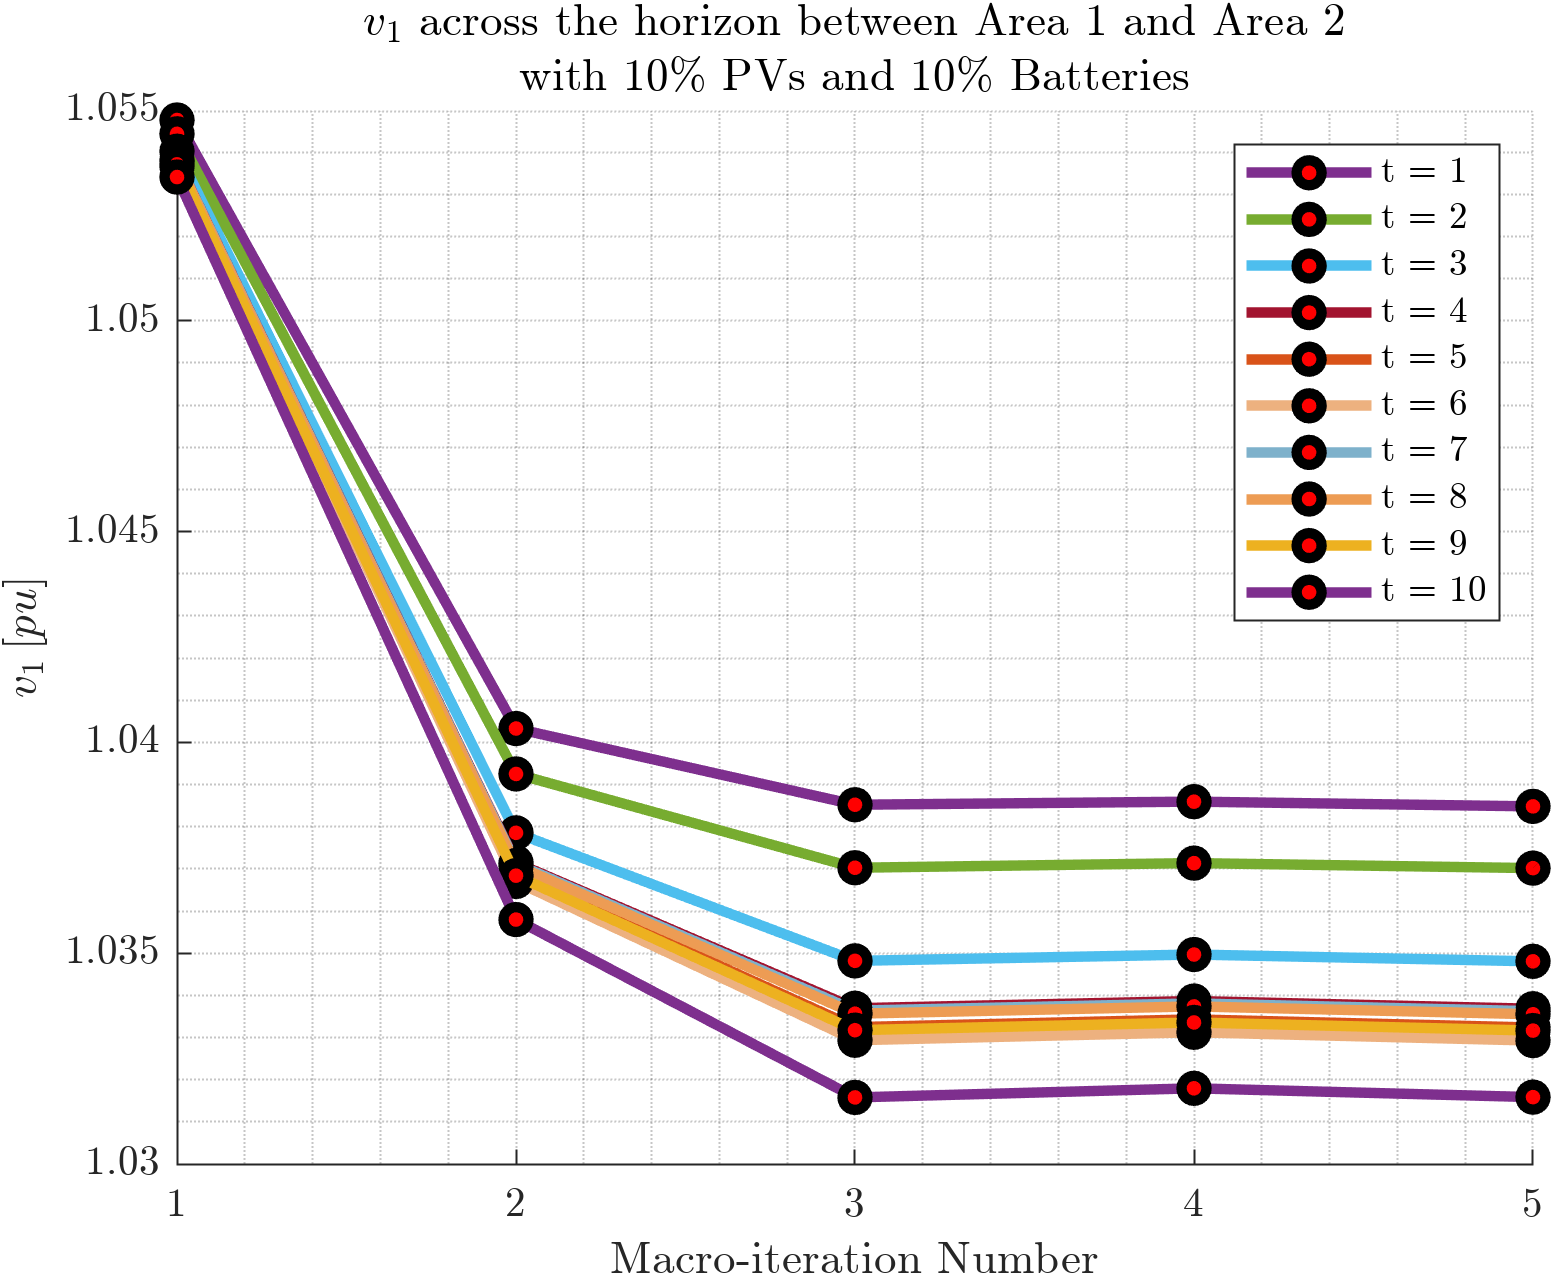 v₁ across the horizon between Area 1 and Area 2
with 10% PVs and 10% Batteries
1.055
1.05
1.045
1.04
1.035
1.03
v₁ [pu]
t = 1
t = 2
t = 3
t = 4
t = 5
t = 6
t = 7
t = 8
t = 9
t = 10
1 2 3 4 5
Macro-iteration Number